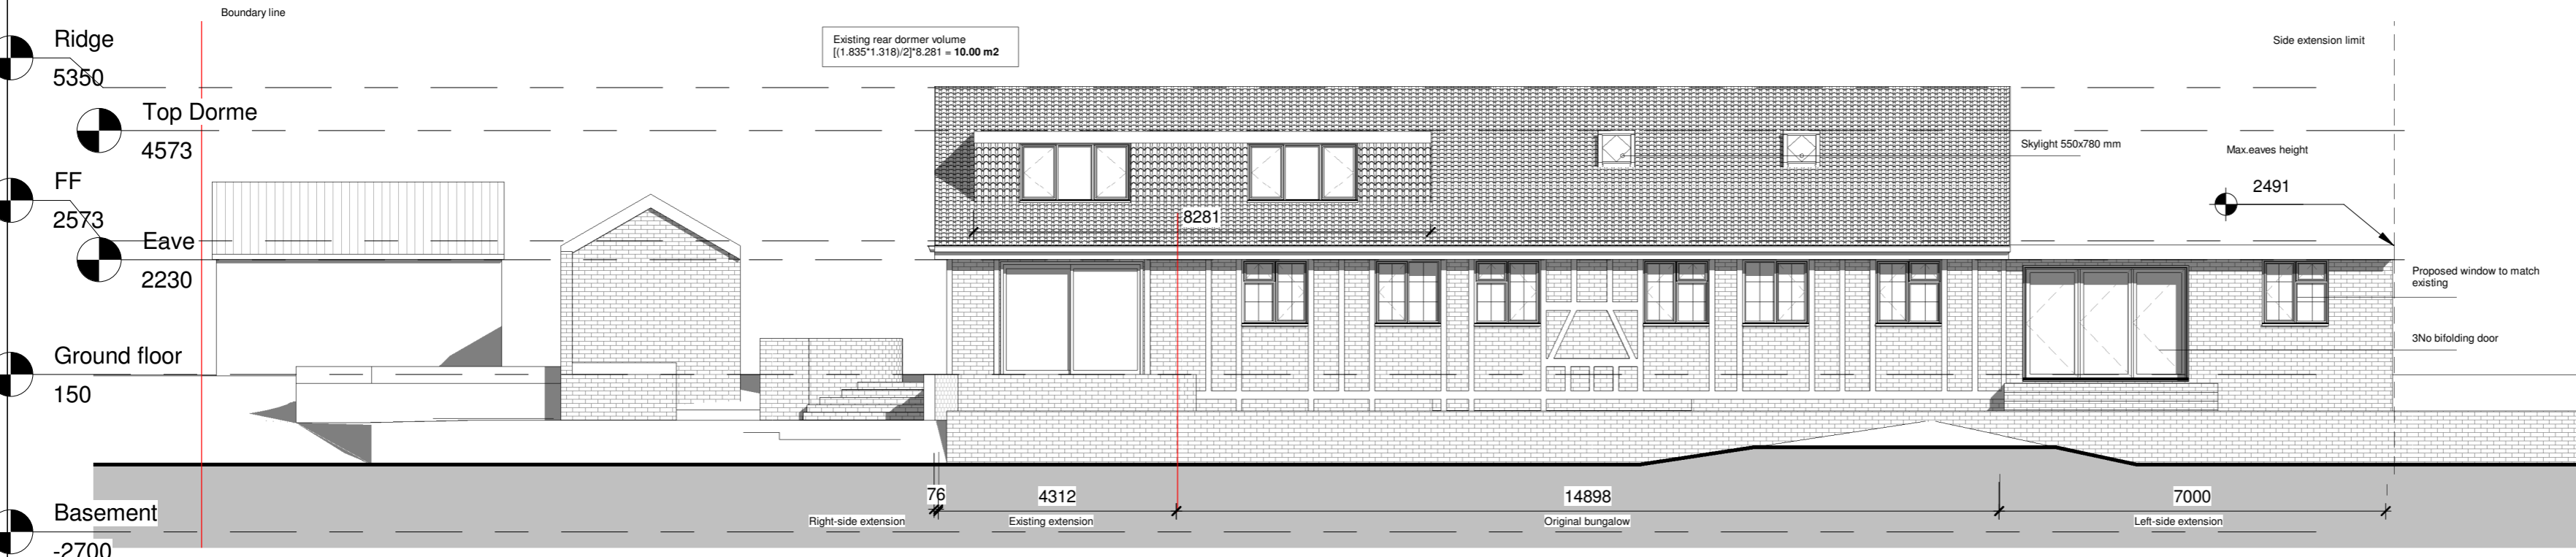 Boundary line
Ridge
5350
Existing rear dormer volume
[(1.835*1.318)/2]*8.281 = 10.00 m2
Side extension limit
Top Dorme
4573
Skylight 550x780 mm
Max.eaves height
FF
2573
2491
8281
Eave
2230
Proposed window to match
existing
3No bifolding door
Ground floor
150
76
4312
14898
7000
Right-side extension
Existing extension
Original bungalow
Left-side extension
Basement
-2700